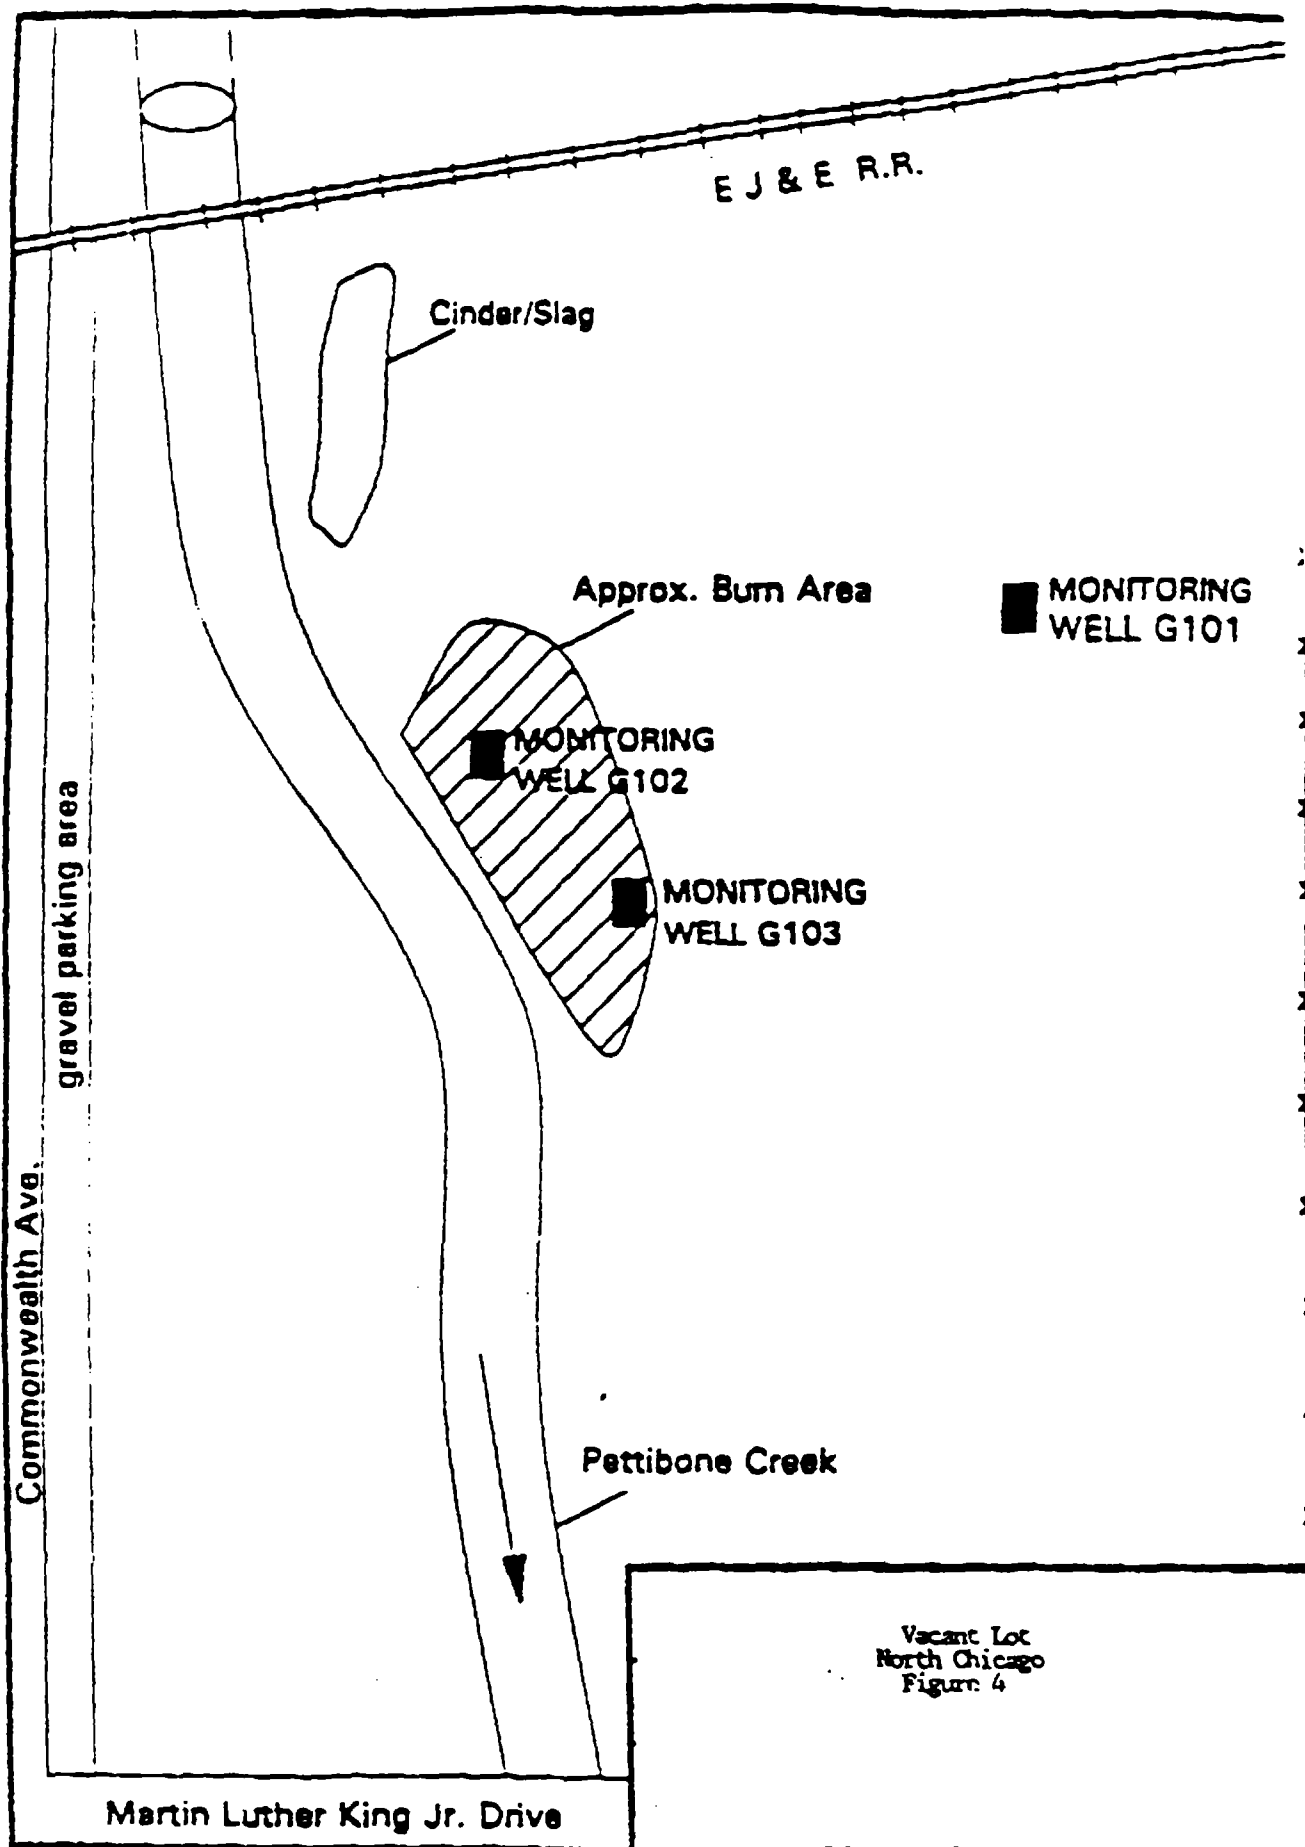 E J & E R.R.
Cinder/Slag
Approx. Burn Area
MONITORING
WELL G101
MONITORING
WELL G102
MONITORING
WELL G103
gravel parking area
Commonwealth Ave.
Pettibone Creek
Vacant Lot
North Chicago
Figure 4
Martin Luther King Jr. Drive